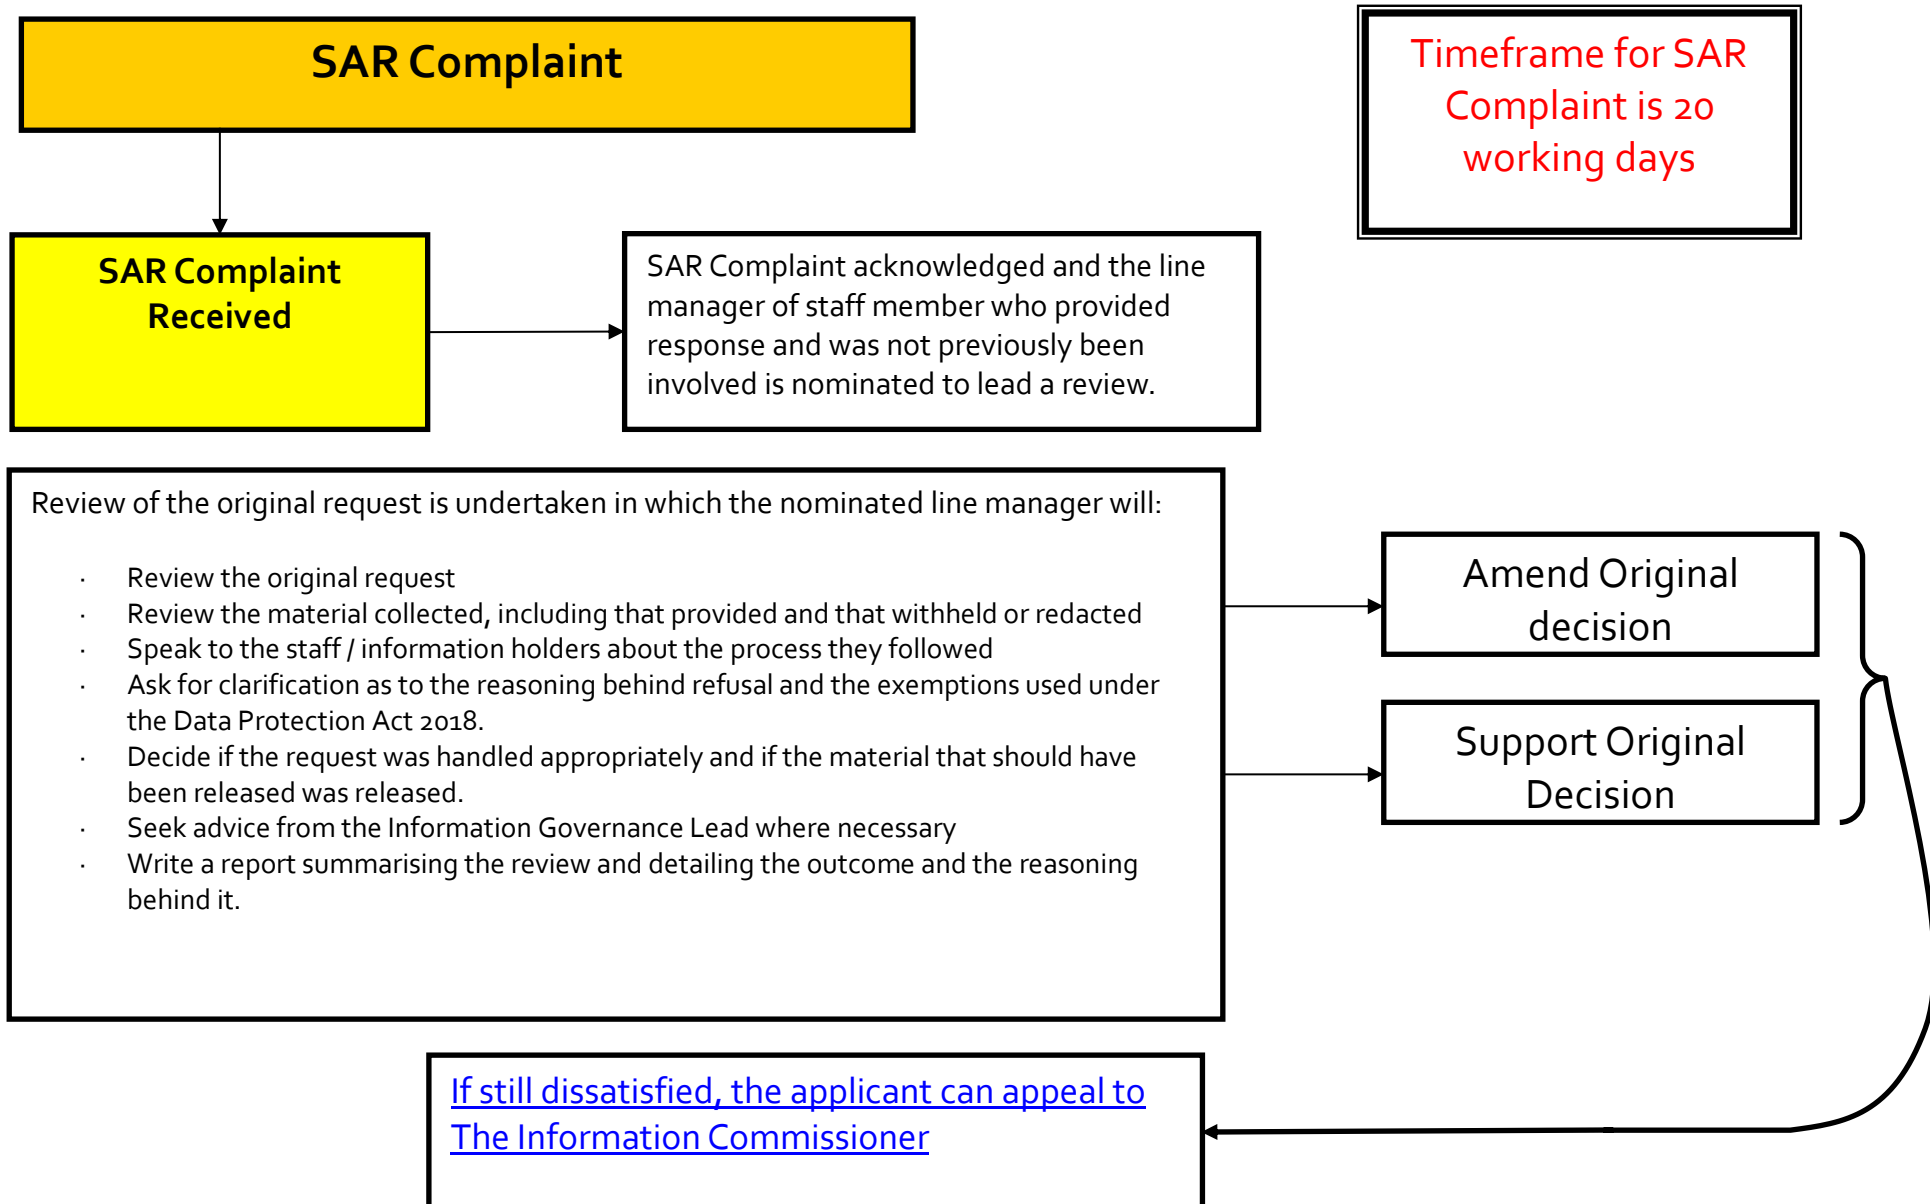 SAR Complaint
Timeframe for SAR
Complaint is 20
working days
SAR Complaint
Received
SAR Complaint acknowledged and the line
manager of staff member who provided
response and was not previously been
involved is nominated to lead a review.
Review of the original request is undertaken in which the nominated line manager will:
· Review the original request
· Review the material collected, including that provided and that withheld or redacted
· Speak to the staff / information holders about the process they followed
· Ask for clarification as to the reasoning behind refusal and the exemptions used under
the Data Protection Act 2018.
· Decide if the request was handled appropriately and if the material that should have
been released was released.
· Seek advice from the Information Governance Lead where necessary
· Write a report summarising the review and detailing the outcome and the reasoning
behind it.
Amend Original
decision
Support Original
Decision
If still dissatisfied, the applicant can appeal to
The Information Commissioner